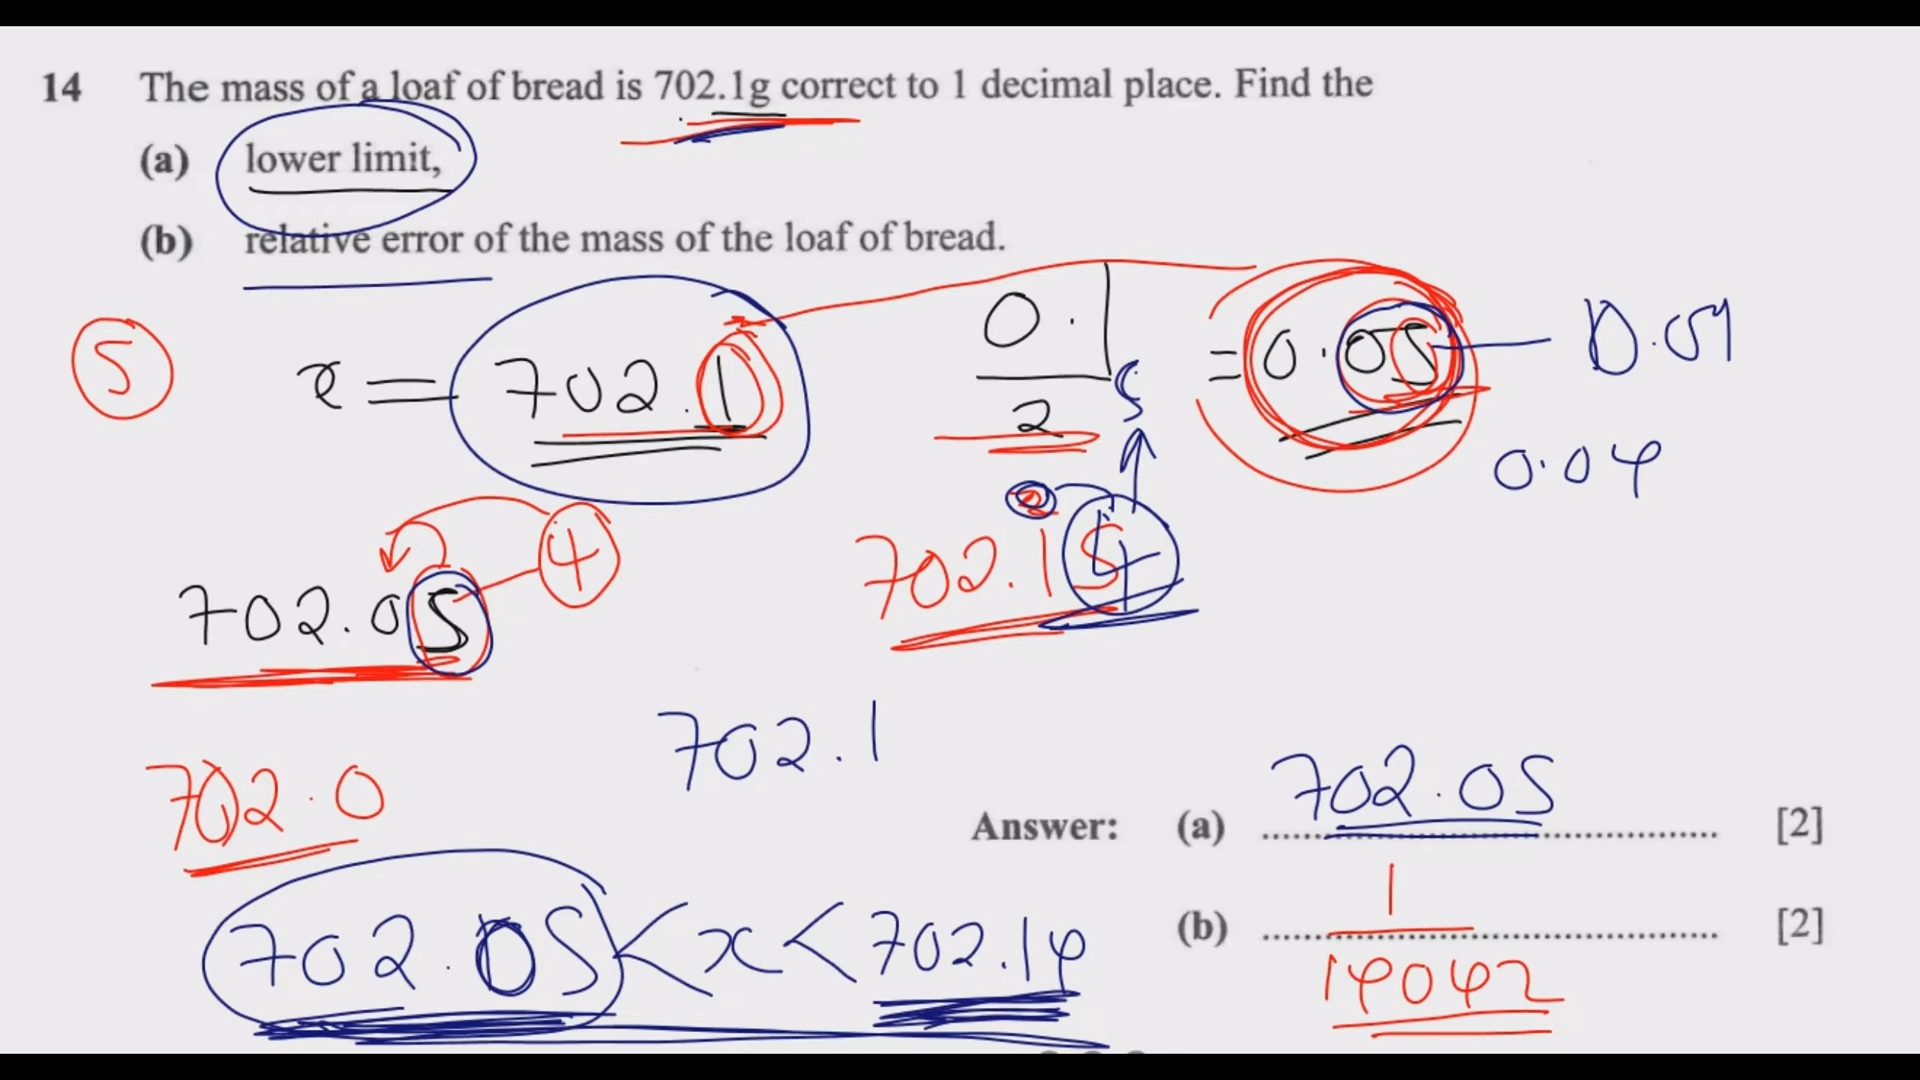 14 The mass of a loaf of bread is 702.1g correct to 1 decimal place. Find the
(a) lower limit,
(b) relative error of the mass of the loaf of bread.
5
x = 702.1
0.1
2
= 0.05
0.04
702.05
4
702.15
702.0
702.1
Answer: (a) 702.05 [2]
(b) 1 [2]
14042
702.05 < x < 702.14